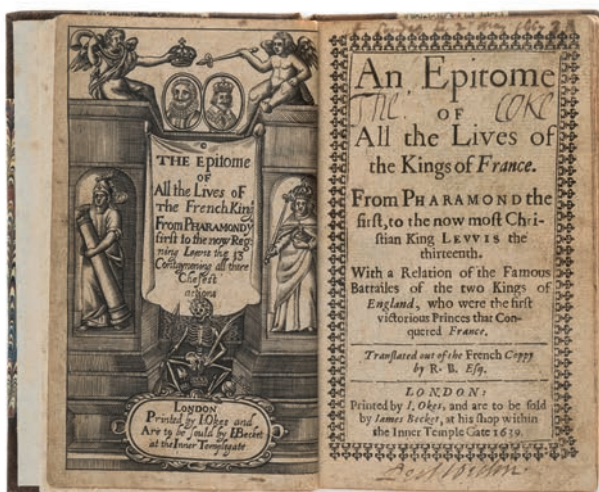 THE Epitome
OF
All the Lives OF
The French King
From PHARAMOND y
first to the now Reg-
ning Lewis the 13
Contayneing all there
Chefest
actions
LONDON
Printed by I.Okes and
Are to be sould by I.Becket
at the Inner Templegate
An Epitome
THE. COKE
OF
All the Lives of
the Kings of France.
From PHARAMOND the
first, to the now most Chri-
stian King LEVVIS the
thirteenth.
With a Relation of the Famous
Battailes of the two Kings of
England, who were the first
victorious Princes that Con-
quered France.
Translated out of the French Coppy
by R. B. Esq.
LONDON:
Printed by I. Okes, and are to be sold
by Iames Becket, at his shop within
the Inner Temple Gate 1639.